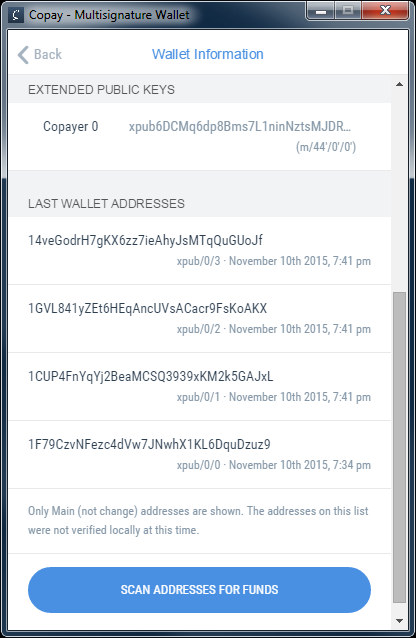 Copay - Multisignature Wallet
Back
Wallet Information
EXTENDED PUBLIC KEYS
Copayer 0
xpub6DCMq6dp8Bms7L1ninNztsMJDR...
(m/44'/0'/0')
LAST WALLET ADDRESSES
14veGodrH7gKX6zz7ieAhyJsMTqQuGUoJf
xpub/0/3 · November 10th 2015, 7:41 pm
1GVL841yZEt6HEqAncUVsACacr9FsKoAKX
xpub/0/2 · November 10th 2015, 7:41 pm
1CUP4FnYqYj2BeaMCSQ3939xKM2k5GAJxL
xpub/0/1 · November 10th 2015, 7:41 pm
1F79CzvNFezc4dVw7JNwhX1KL6DquDzuz9
xpub/0/0 · November 10th 2015, 7:34 pm
Only Main (not change) addresses are shown. The addresses on this list
were not verified locally at this time.
SCAN ADDRESSES FOR FUNDS